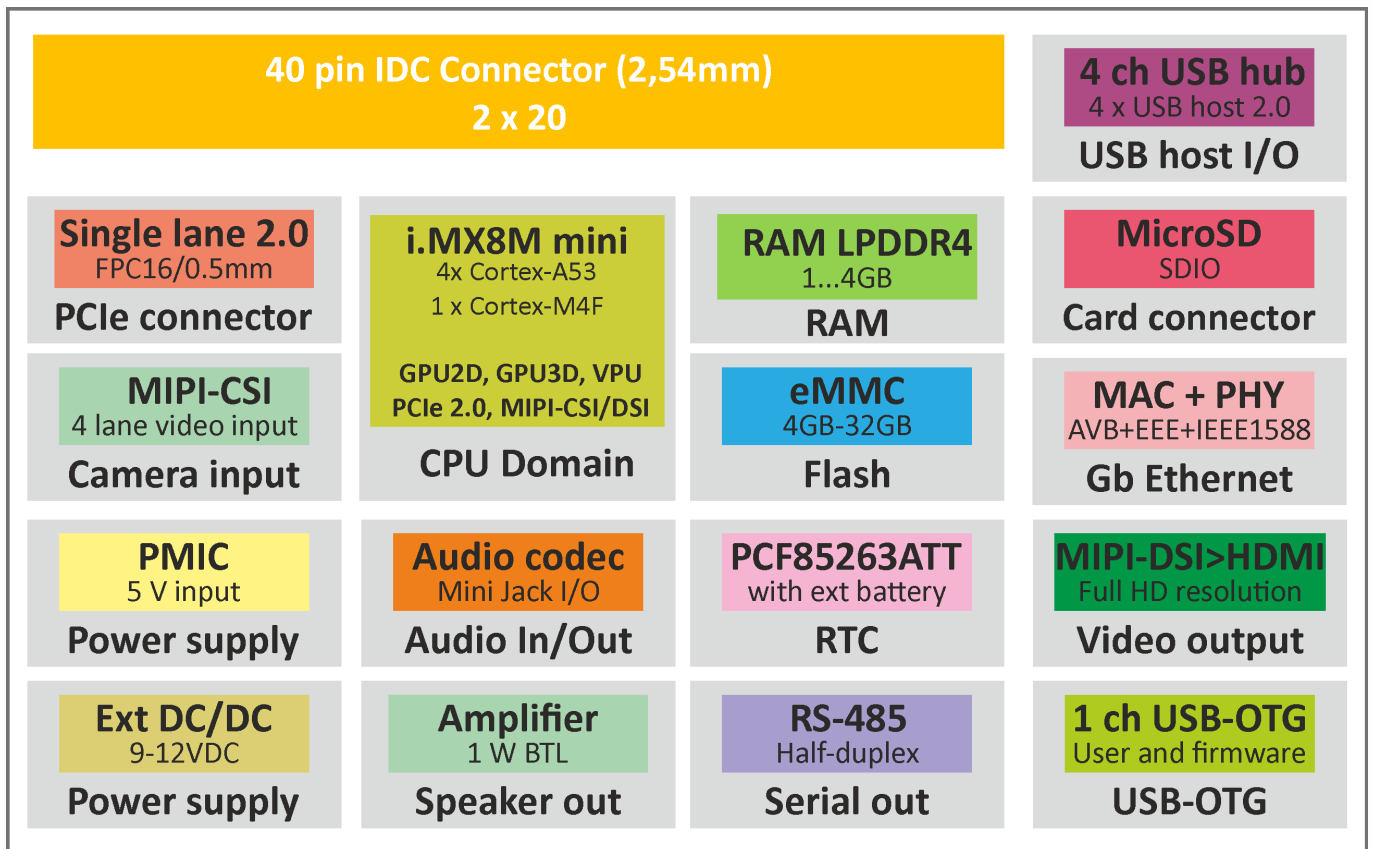 40 pin IDC Connector (2,54mm)
2 x 20
4 ch USB hub
4 x USB host 2.0
USB host I/O
Single lane 2.0
FPC16/0.5mm
PCIe connector
i.MX8M mini
4x Cortex-A53
1 x Cortex-M4F
GPU2D, GPU3D, VPU
PCIe 2.0, MIPI-CSI/DSI
CPU Domain
RAM LPDDR4
1...4GB
RAM
MicroSD
SDIO
Card connector
MIPI-CSI
4 lane video input
Camera input
eMMC
4GB-32GB
Flash
MAC + PHY
AVB+EEE+IEEE1588
Gb Ethernet
PMIC
5 V input
Power supply
Audio codec
Mini Jack I/O
Audio In/Out
PCF85263ATT
with ext battery
RTC
MIPI-DSI>HDMI
Full HD resolution
Video output
Ext DC/DC
9-12VDC
Power supply
Amplifier
1 W BTL
Speaker out
RS-485
Half-duplex
Serial out
1 ch USB-OTG
User and firmware
USB-OTG